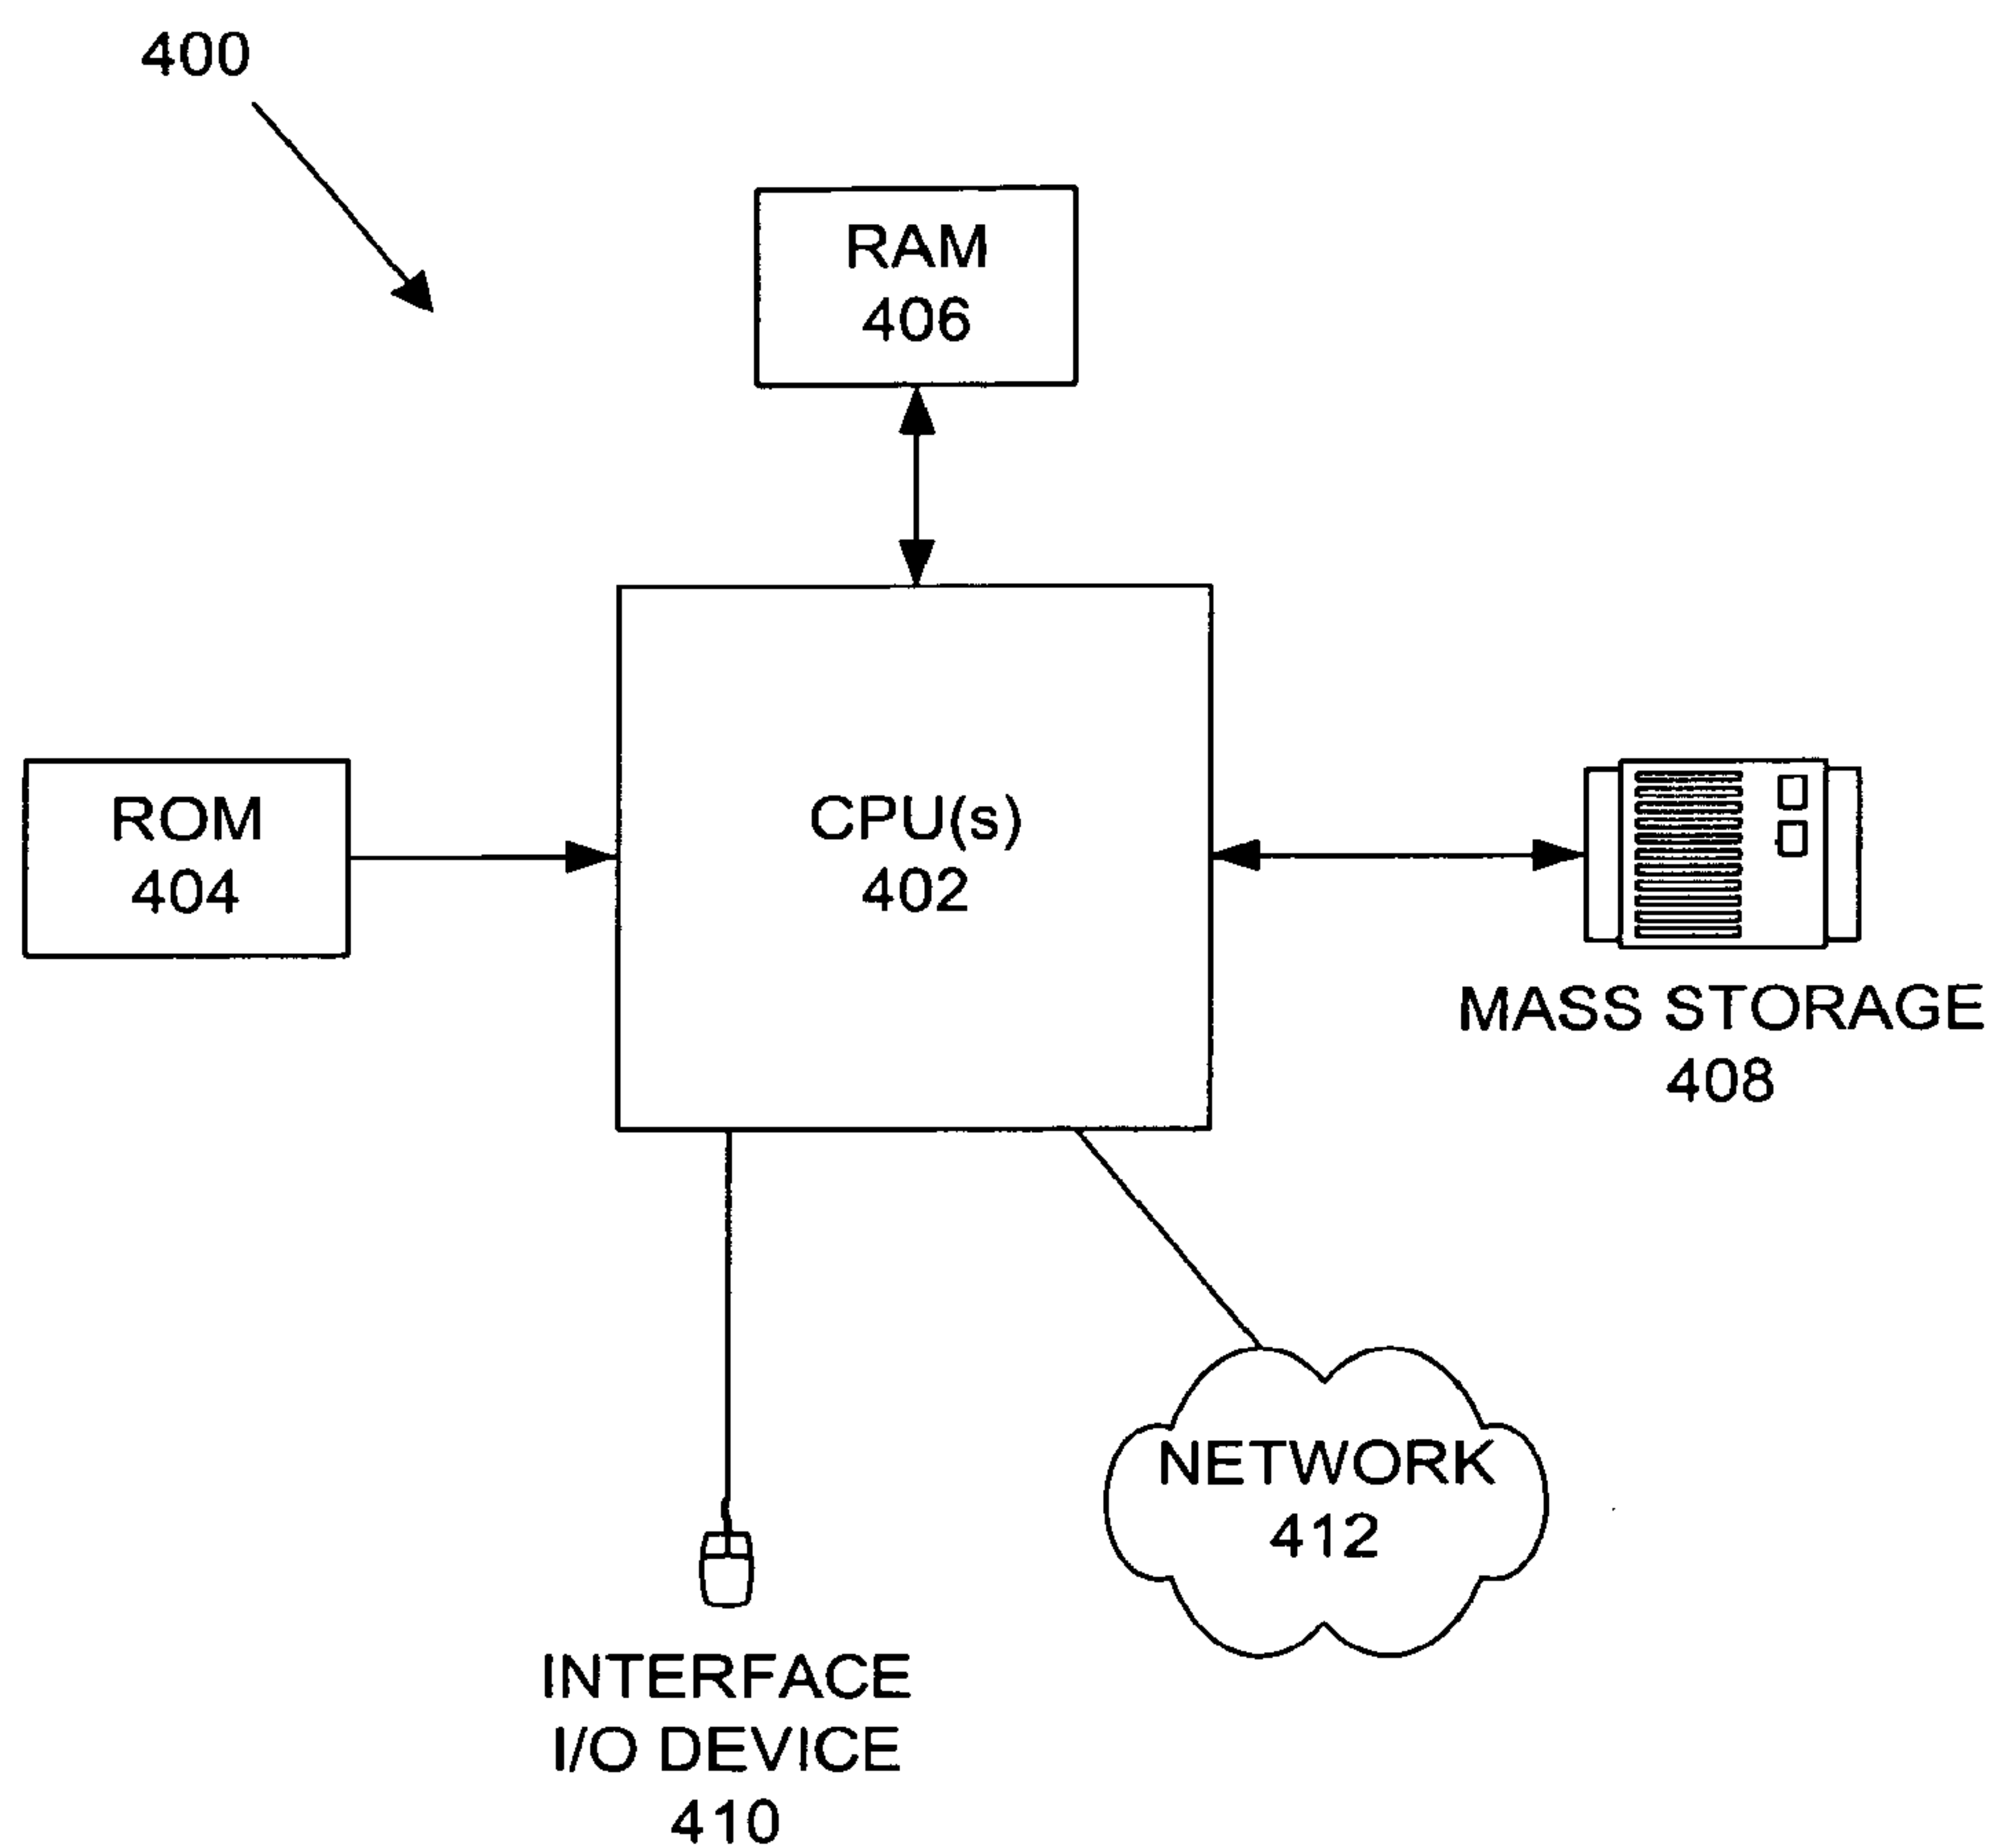 400
RAM
406
ROM
404
CPU(s)
402
MASS STORAGE
408
NETWORK
412
INTERFACE
I/O DEVICE
410